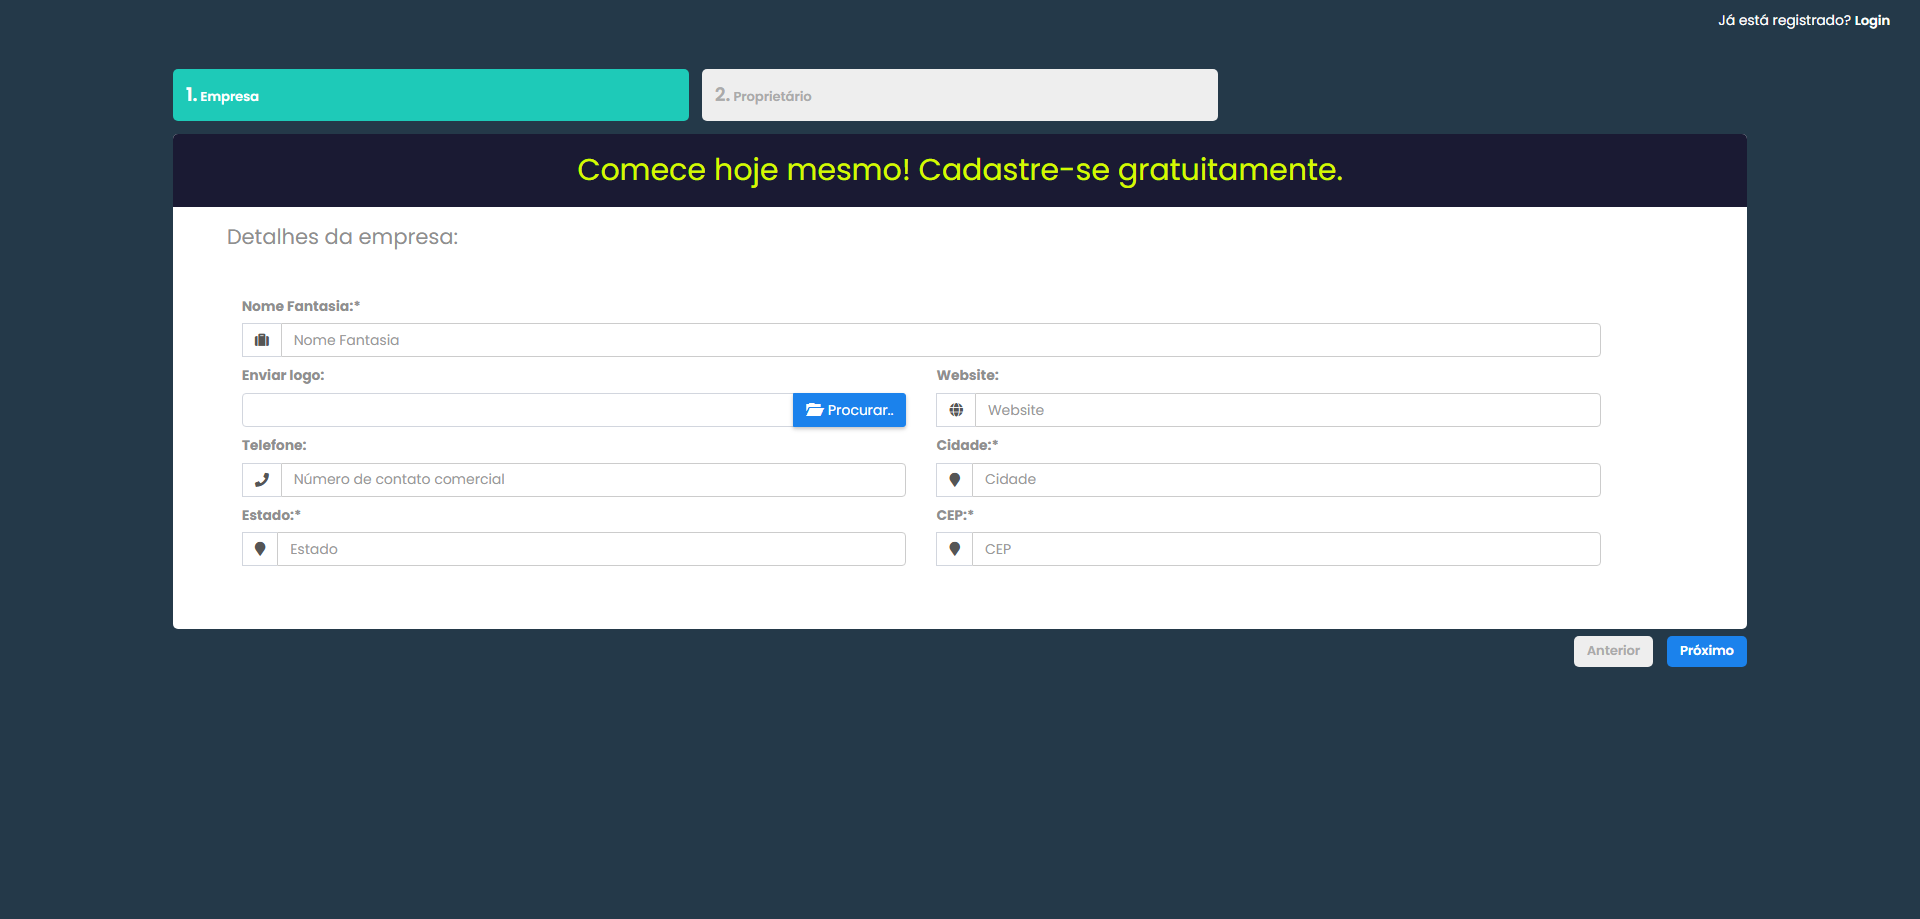 Já está registrado? Login
1. Empresa
2. Proprietário
Comece hoje mesmo! Cadastre-se gratuitamente.
Detalhes da empresa:
Nome Fantasia:*
Nome Fantasia
Enviar logo:
Website:
Procurar..
Website
Telefone:
Cidade:*
Número de contato comercial
Cidade
Estado:*
CEP:*
Estado
CEP
Anterior
Próximo